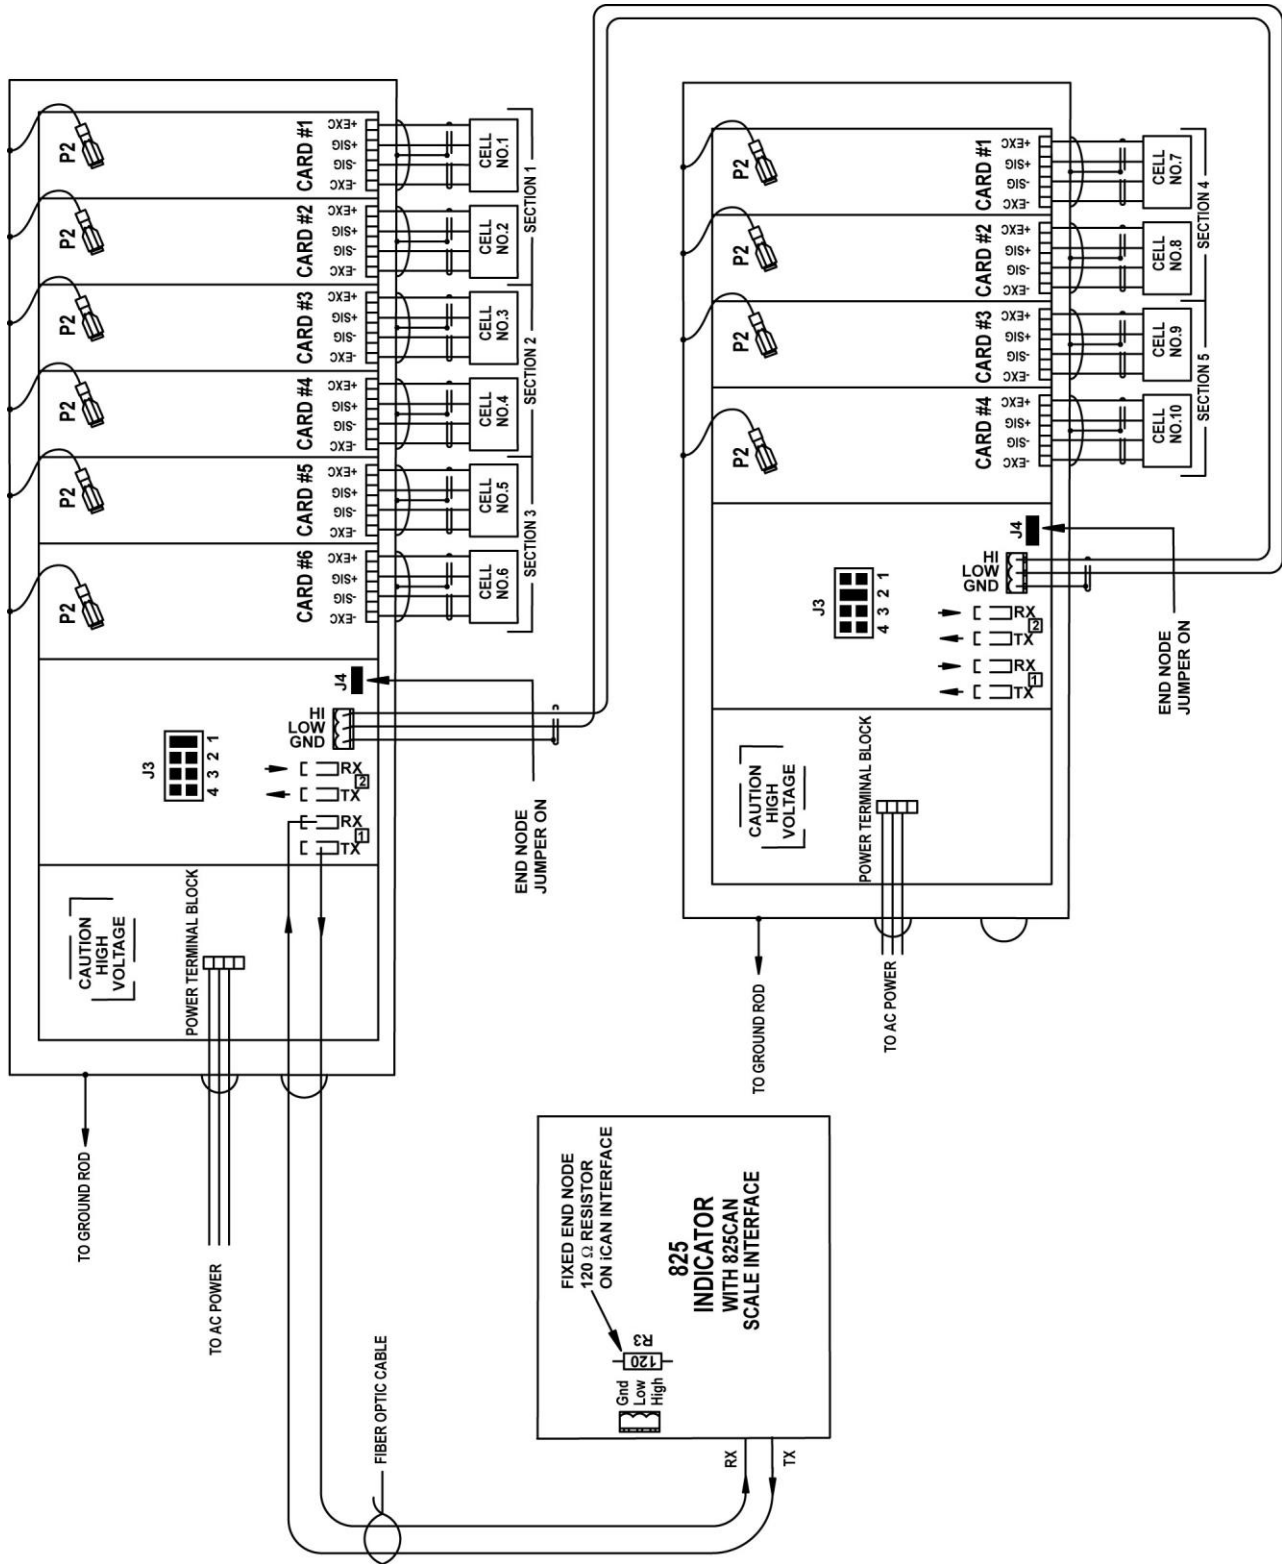 P2
CARD #1
+EXC
+SIG
-SIG
-EXC
CELL
NO.1
P2
CARD #2
+EXC
+SIG
-SIG
-EXC
CELL
NO.2
SECTION 1
P2
CARD #3
+EXC
+SIG
-SIG
-EXC
CELL
NO.3
P2
CARD #4
+EXC
+SIG
-SIG
-EXC
CELL
NO.4
SECTION 2
P2
CARD #5
+EXC
+SIG
-SIG
-EXC
CELL
NO.5
P2
CARD #6
+EXC
+SIG
-SIG
-EXC
CELL
NO.6
SECTION 3
J4
HI
LOW
GND
J3
4 3 2 1
RX
2
TX
RX
1
TX
END NODE
JUMPER ON
CAUTION
HIGH
VOLTAGE
POWER TERMINAL BLOCK
TO GROUND ROD
TO AC POWER
P2
CARD #1
+EXC
+SIG
-SIG
-EXC
CELL
NO.7
P2
CARD #2
+EXC
+SIG
-SIG
-EXC
CELL
NO.8
SECTION 4
P2
CARD #3
+EXC
+SIG
-SIG
-EXC
CELL
NO.9
P2
CARD #4
+EXC
+SIG
-SIG
-EXC
CELL
NO.10
SECTION 5
J4
HI
LOW
GND
J3
4 3 2 1
RX
2
TX
RX
1
TX
END NODE
JUMPER ON
CAUTION
HIGH
VOLTAGE
POWER TERMINAL BLOCK
TO GROUND ROD
TO AC POWER
FIXED END NODE
120 Ω RESISTOR
ON iCAN INTERFACE
R3
120
Gnd
Low
High
825
INDICATOR
WITH 825CAN
SCALE INTERFACE
RX
TX
FIBER OPTIC CABLE